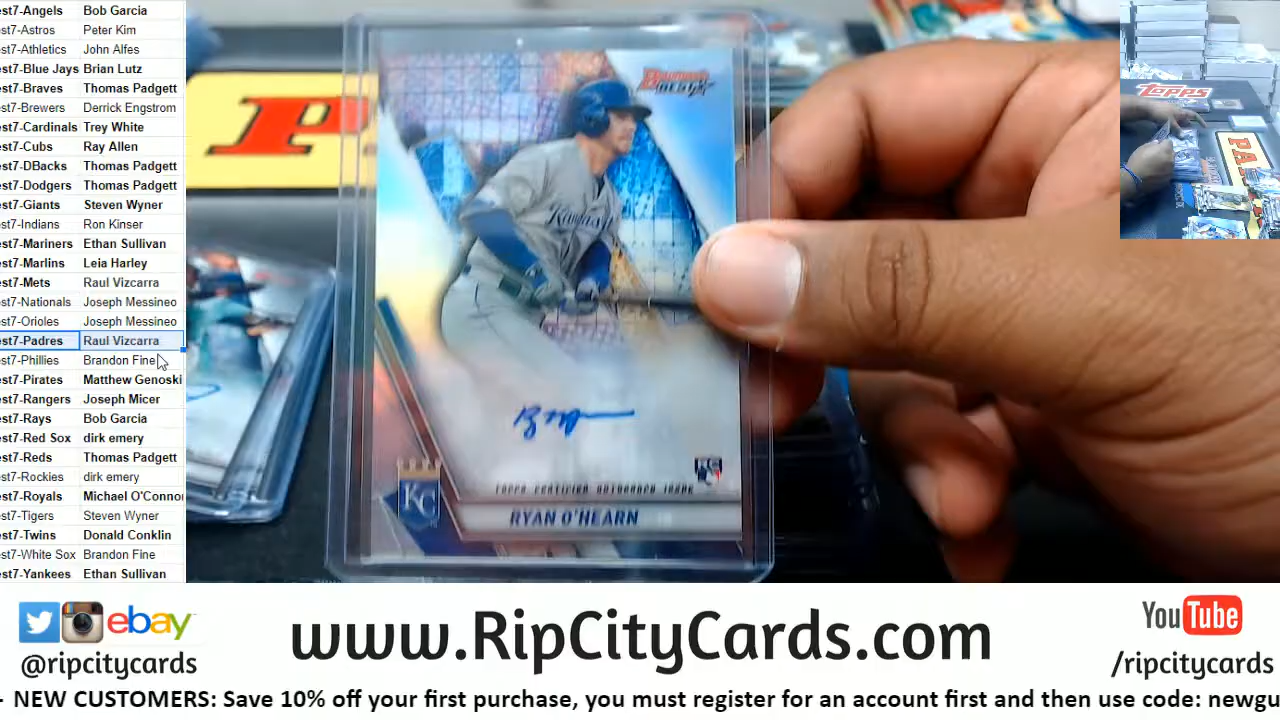 est7-Angels Bob Garcia
est7-Astros Peter Kim
est7-Athletics John Alfes
est7-Blue Jays Brian Lutz
est7-Braves Thomas Padgett
est7-Brewers Derrick Engstrom
est7-Cardinals Trey White
est7-Cubs Ray Allen
est7-DBacks Thomas Padgett
est7-Dodgers Thomas Padgett
est7-Giants Steven Wyner
est7-Indians Ron Kinser
est7-Mariners Ethan Sullivan
est7-Marlins Leia Harley
est7-Mets Raul Vizcarra
est7-Nationals Joseph Messineo
est7-Orioles Joseph Messineo
est7-Padres Raul Vizcarra
est7-Phillies Brandon Fine
est7-Pirates Matthew Genoski
est7-Rangers Joseph Micer
est7-Rays Bob Garcia
est7-Red Sox dirk emery
est7-Reds Thomas Padgett
est7-Rockies dirk emery
est7-Royals Michael O'Connor
est7-Tigers Steven Wyner
est7-Twins Donald Conklin
est7-White Sox Brandon Fine
est7-Yankees Ethan Sullivan
P
BOWMAN
BEST
Kansas
KC
RC
TOPPS CERTIFIED AUTOGRAPH ISSUE
RYAN O'HEARN
Topps
PA
ebay
@ripcitycards
www.RipCityCards.com
YouTube
/ripcitycards
- NEW CUSTOMERS: Save 10% off your first purchase, you must register for an account first and then use code: newgu